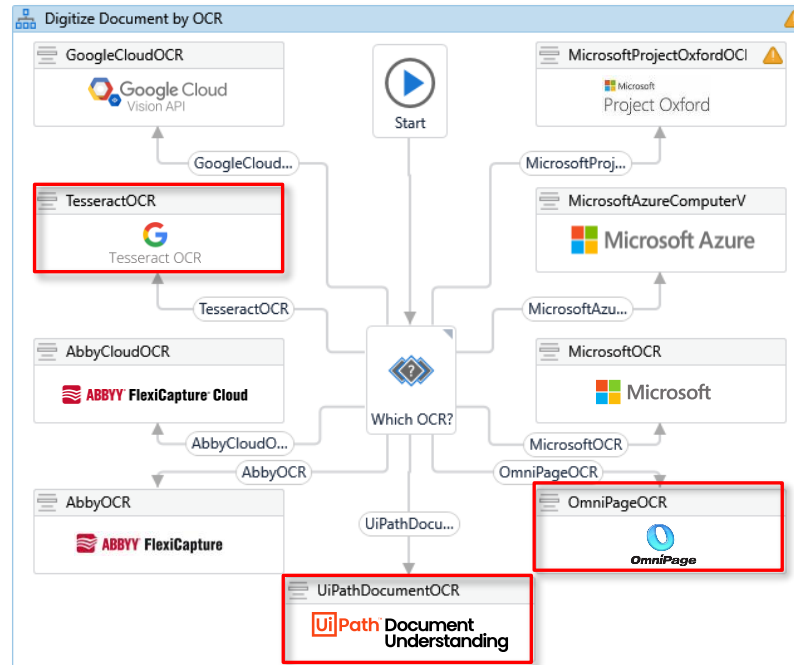 Digitize Document by OCR
GoogleCloudOCR
Google Cloud
Vision API
Start
MicrosoftProjectOxfordOCI
Microsoft
Project Oxford
GoogleCloud...
MicrosoftProj...
TesseractOCR
Tesseract OCR
MicrosoftAzureComputerV
Microsoft Azure
TesseractOCR
MicrosoftAzu...
AbbyCloudOCR
ABBYY FlexiCapture Cloud
?
Which OCR?
MicrosoftOCR
Microsoft
AbbyCloudO...
MicrosoftOCR
AbbyOCR
OmniPageOCR
AbbyOCR
ABBYY FlexiCapture
UiPathDocu...
OmniPageOCR
OmniPage
UiPathDocumentOCR
UiPath Document
Understanding